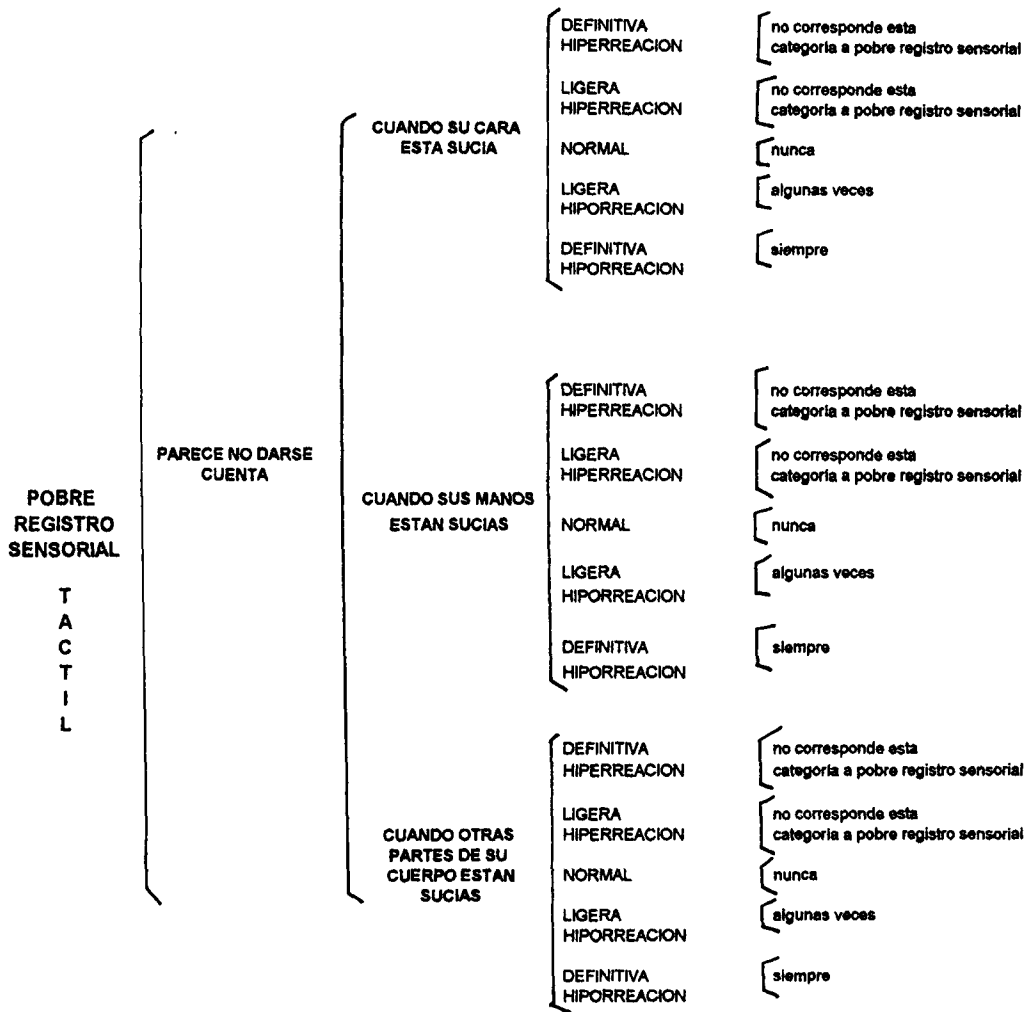 POBRE
REGISTRO
SENSORIAL
T
A
C
T
I
L
PARECE NO DARSE
CUENTA
CUANDO SU CARA
ESTA SUCIA
DEFINITIVA
HIPERREACION
no corresponde esta
categoria a pobre registro sensorial
LIGERA
HIPERREACION
no corresponde esta
categoria a pobre registro sensorial
NORMAL
nunca
LIGERA
HIPORREACION
algunas veces
DEFINITIVA
HIPORREACION
siempre
CUANDO SUS MANOS
ESTAN SUCIAS
DEFINITIVA
HIPERREACION
no corresponde esta
categoria a pobre registro sensorial
LIGERA
HIPERREACION
no corresponde esta
categoria a pobre registro sensorial
NORMAL
nunca
LIGERA
HIPORREACION
algunas veces
DEFINITIVA
HIPORREACION
siempre
CUANDO OTRAS
PARTES DE SU
CUERPO ESTAN
SUCIAS
DEFINITIVA
HIPERREACION
no corresponde esta
categoria a pobre registro sensorial
LIGERA
HIPERREACION
no corresponde esta
categoria a pobre registro sensorial
NORMAL
nunca
LIGERA
HIPORREACION
algunas veces
DEFINITIVA
HIPORREACION
siempre